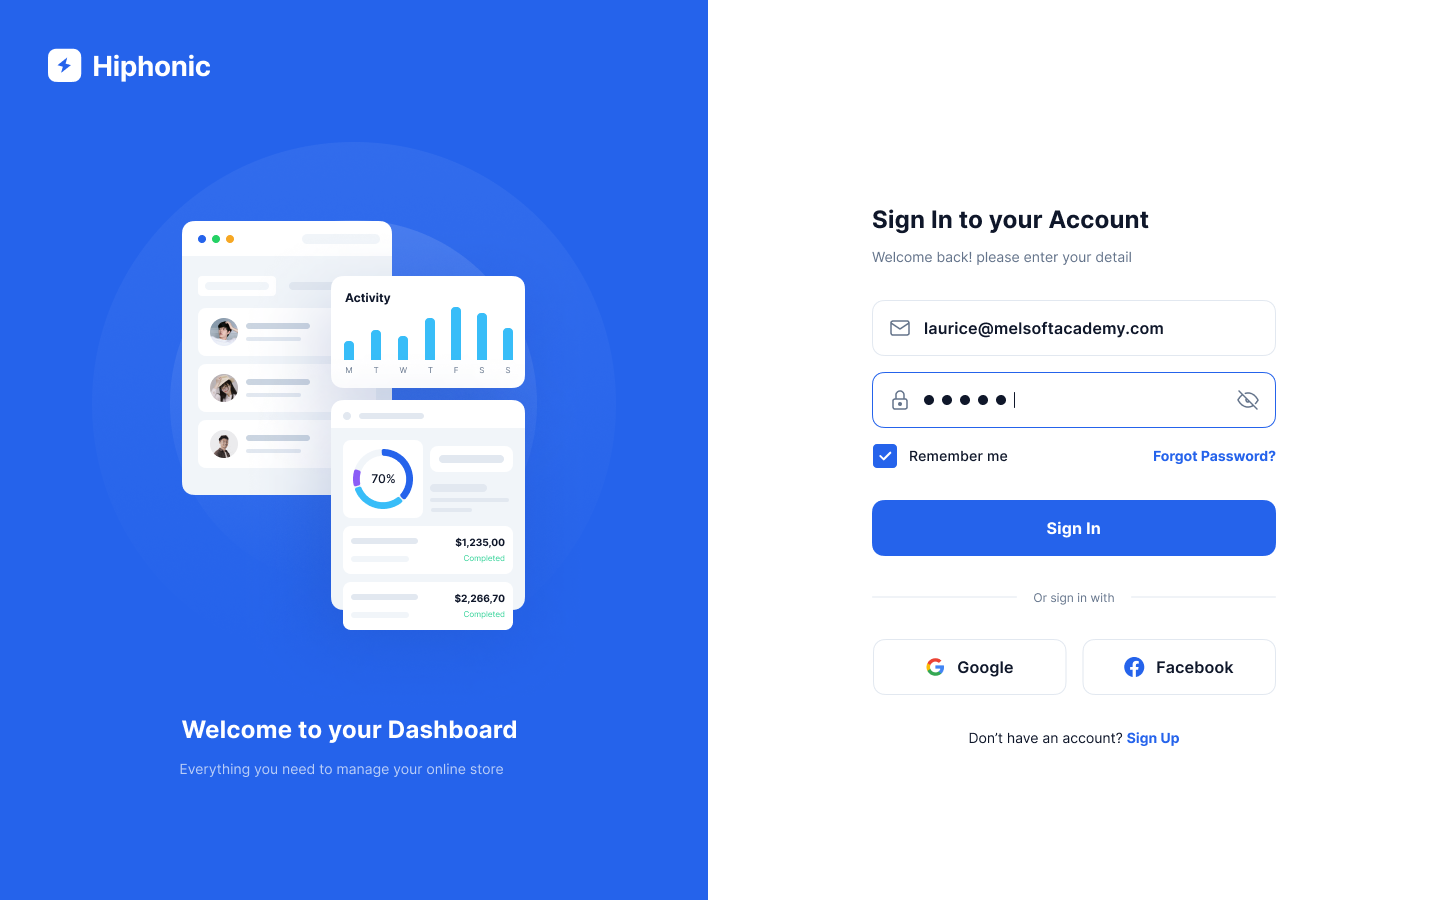 Hiphonic
Activity
M T W T F S S
70%
$1,235,00
Completed
$2,266,70
Completed
Welcome to your Dashboard
Everything you need to manage your online store
Sign In to your Account
Welcome back! please enter your detail
laurice@melsoftacademy.com
Remember me
Forgot Password?
Sign In
Or sign in with
Google
Facebook
Don’t have an account? Sign Up